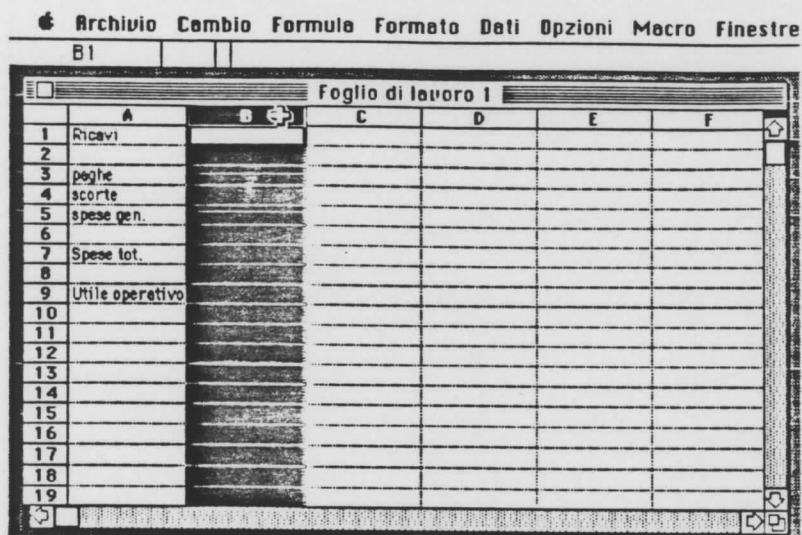 Archivio Cambio Formula Formato Dati Opzioni Macro Finestre
B1
Foglio di lavoro 1
A B C D E F
1 Ricavi
2
3 paghe
4 scorte
5 spese gen.
6
7 Spese tot.
8
9 Utile operativo
10
11
12
13
14
15
16
17
18
19